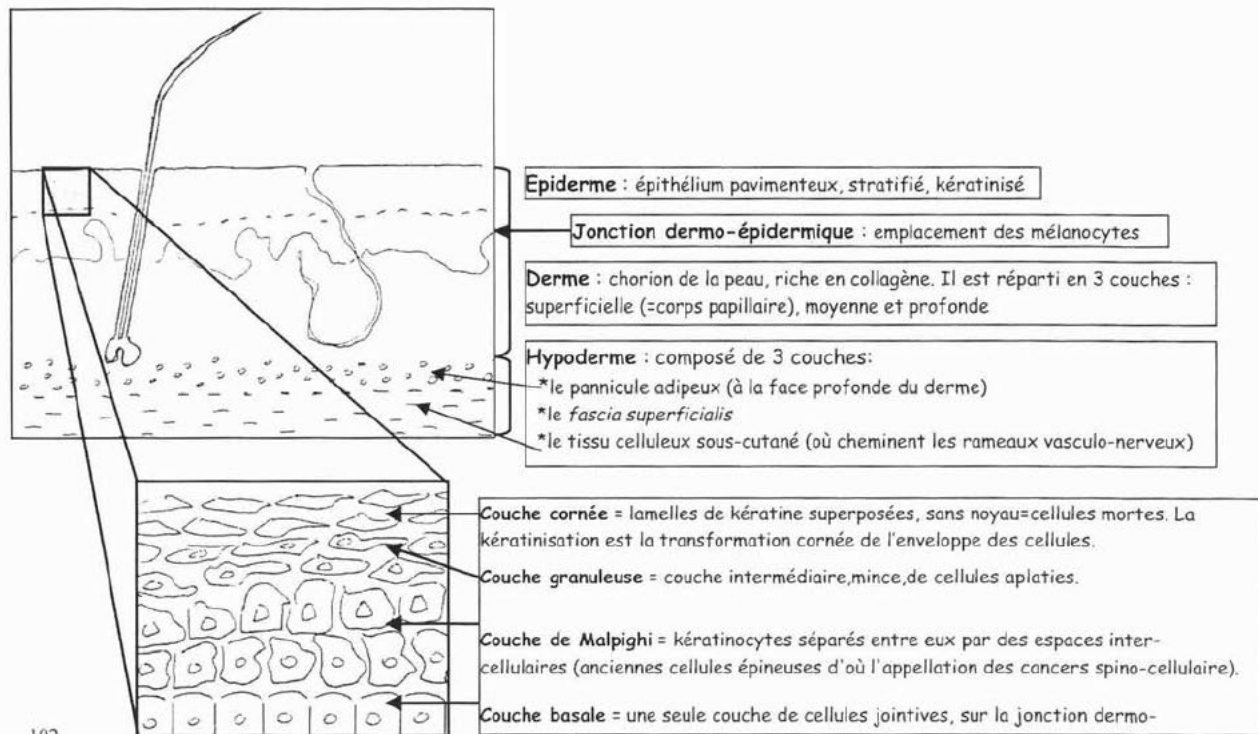 Epiderme : épithélium pavimenteux, stratifié, kératinisé
Jonction dermo-épidermique : emplacement des mélanocytes
Derme : chorion de la peau, riche en collagène. Il est réparti en 3 couches :
superficielle (=corps papillaire), moyenne et profonde
Hypoderme : composé de 3 couches:
*le pannicule adipeux (à la face profonde du derme)
*le fascia superficialis
*le tissu celluleux sous-cutané (où cheminent les rameaux vasculo-nerveux)
Couche cornée = lamelles de kératine superposées, sans noyau=cellules mortes. La
kératinisation est la transformation cornée de l'enveloppe des cellules.
Couche granuleuse = couche intermédiaire,mince,de cellules aplaties.
Couche de Malpighi = kératinocytes séparés entre eux par des espaces inter-
cellulaires (anciennes cellules épineuses d'où l'appellation des cancers spino-cellulaire).
Couche basale = une seule couche de cellules jointives, sur la jonction dermo-